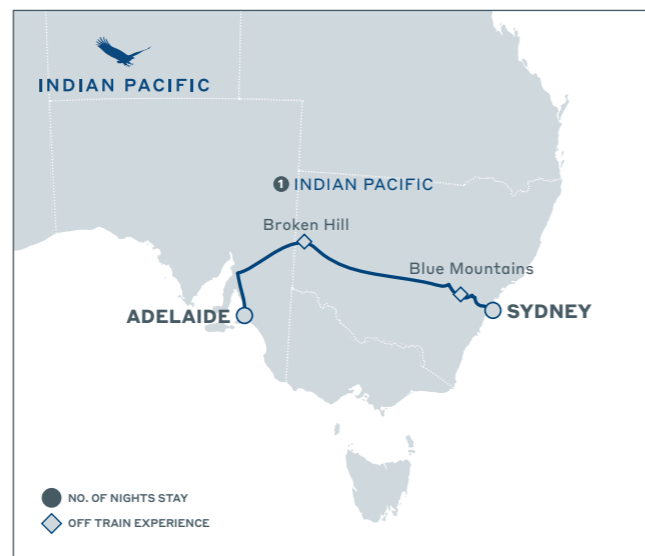 INDIAN PACIFIC
1 INDIAN PACIFIC
Broken Hill
Blue Mountains
ADELAIDE
SYDNEY
NO. OF NIGHTS STAY
OFF TRAIN EXPERIENCE